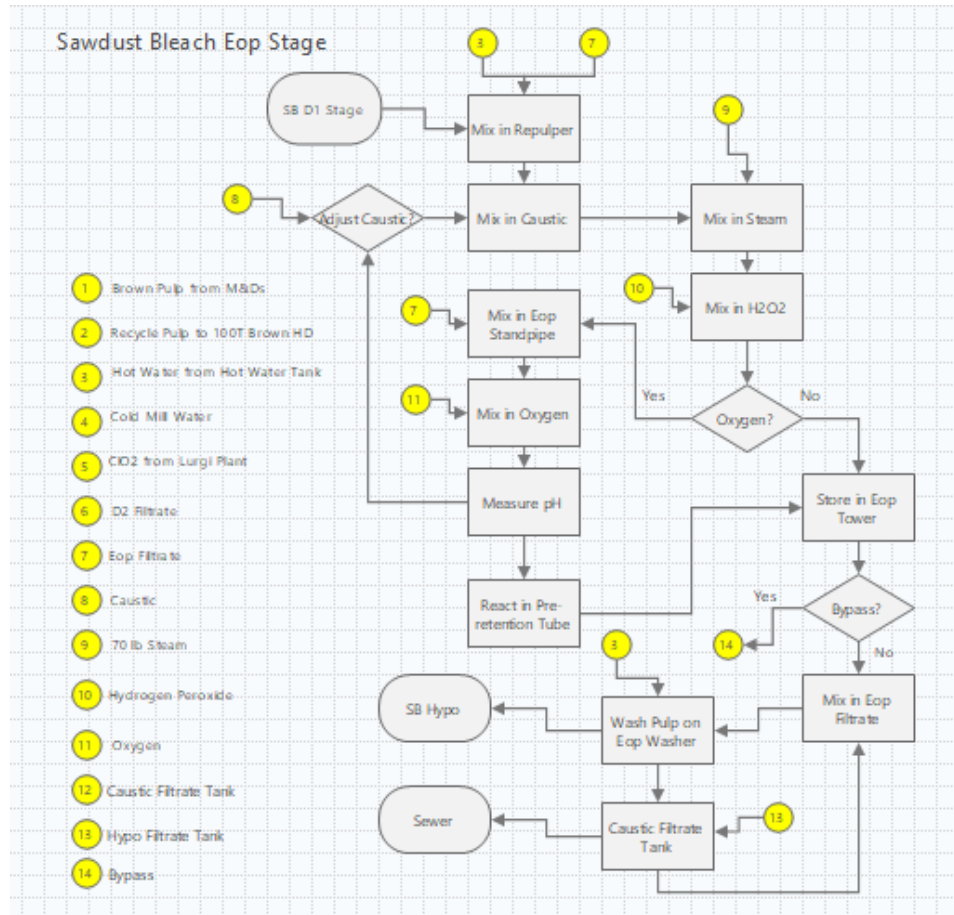 Sawdust Bleach Eop Stage
3
7
SB D1 Stage
Mix in Repulper
9
8
Adjust Caustic?
Mix in Caustic
Mix in Steam
1 Brown Pulp from M&Ds
7
Mix in Eop
Standpipe
10
Mix in H2O2
2 Recycle Pulp to 100T Brown HD
3 Hot Water from Hot Water Tank
11
Mix in Oxygen
Yes
Oxygen?
No
4 Cold Mill Water
5 ClO2 from Lurgi Plant
Measure pH
Store in Eop
Tower
6 D2 Filtrate
7 Eop Filtrate
8 Caustic
React in Pre-
retention Tube
Yes
Bypass?
14
No
9 70 lb Steam
3
10 Hydrogen Peroxide
SB Hypo
Wash Pulp on
Eop Washer
Mix in Eop
Filtrate
11 Oxygen
12 Caustic Filtrate Tank
Sewer
Caustic Filtrate
Tank
13
13 Hypo Filtrate Tank
14 Bypass